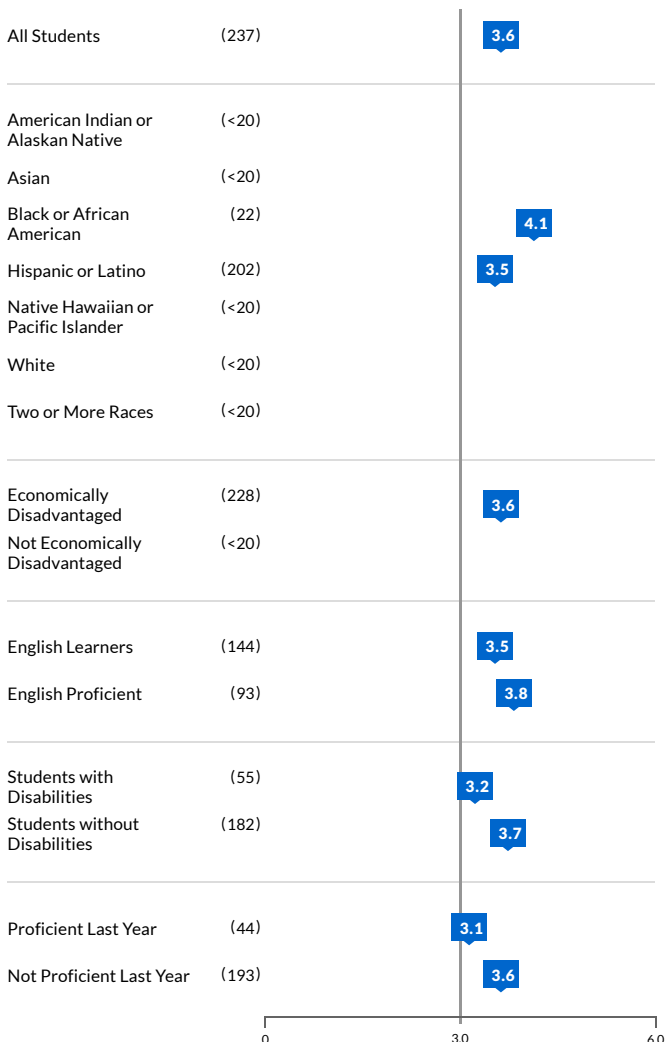 All Students (237) 3.6
American Indian or (<20)
Alaskan Native
Asian (<20)
Black or African (22) 4.1
American
Hispanic or Latino (202) 3.5
Native Hawaiian or (<20)
Pacific Islander
White (<20)
Two or More Races (<20)
Economically (228) 3.6
Disadvantaged
Not Economically (<20)
Disadvantaged
English Learners (144) 3.5
English Proficient (93) 3.8
Students with (55) 3.2
Disabilities
Students without (182) 3.7
Disabilities
Proficient Last Year (44) 3.1
Not Proficient Last Year (193) 3.6
0 3.0 6.0